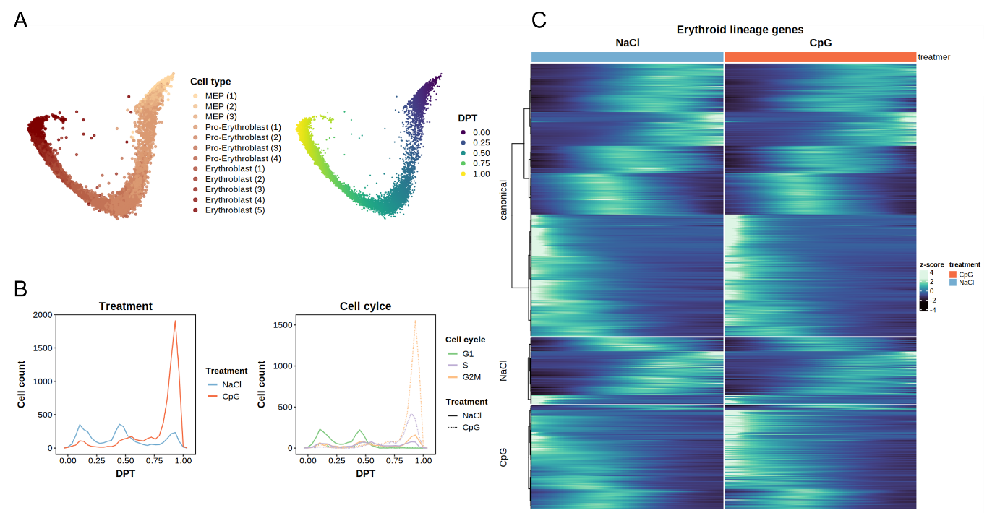 A
Cell type
MEP (1)
MEP (2)
MEP (3)
Pro-Erythroblast (1)
Pro-Erythroblast (2)
Pro-Erythroblast (3)
Pro-Erythroblast (4)
Erythroblast (1)
Erythroblast (2)
Erythroblast (3)
Erythroblast (4)
Erythroblast (5)
DPT
0.00
0.25
0.50
0.75
1.00
B
Treatment
2000
1500
1000
500
0
Cell count
0.00 0.25 0.50 0.75 1.00
DPT
Treatment
NaCl
CpG
Cell cylce
1500
1000
500
0
Cell count
0.00 0.25 0.50 0.75 1.00
DPT
Cell cycle
G1
S
G2M
Treatment
NaCl
CpG
C
Erythroid lineage genes
NaCl CpG
treatmer
canonical
NaCl
CpG
z-score
4
2
0
-2
-4
treatment
CpG
NaCl